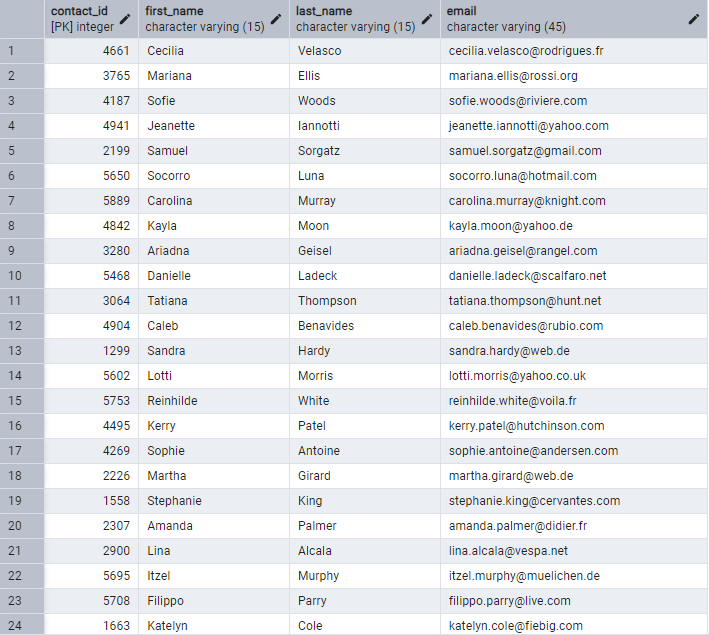 contact_id first_name last_name email
[PK] integer character varying (15) character varying (15) character varying (45)
1 4661 Cecilia Velasco cecilia.velasco@rodrigues.fr
2 3765 Mariana Ellis mariana.ellis@rossi.org
3 4187 Sofie Woods sofie.woods@riviere.com
4 4941 Jeanette Iannotti jeanette.iannotti@yahoo.com
5 2199 Samuel Sorgatz samuel.sorgatz@gmail.com
6 5650 Socorro Luna socorro.luna@hotmail.com
7 5889 Carolina Murray carolina.murray@knight.com
8 4842 Kayla Moon kayla.moon@yahoo.de
9 3280 Ariadna Geisel ariadna.geisel@rangel.com
10 5468 Danielle Ladeck danielle.ladeck@scalfaro.net
11 3064 Tatiana Thompson tatiana.thompson@hunt.net
12 4904 Caleb Benavides caleb.benavides@rubio.com
13 1299 Sandra Hardy sandra.hardy@web.de
14 5602 Lotti Morris lotti.morris@yahoo.co.uk
15 5753 Reinhilde White reinhilde.white@voila.fr
16 4495 Kerry Patel kerry.patel@hutchinson.com
17 4269 Sophie Antoine sophie.antoine@andersen.com
18 2226 Martha Girard martha.girard@web.de
19 1558 Stephanie King stephanie.king@cervantes.com
20 2307 Amanda Palmer amanda.palmer@didier.fr
21 2900 Lina Alcala lina.alcala@vespa.net
22 5695 Itzel Murphy itzel.murphy@muelichen.de
23 5708 Filippo Parry filippo.parry@live.com
24 1663 Katelyn Cole katelyn.cole@fiebig.com